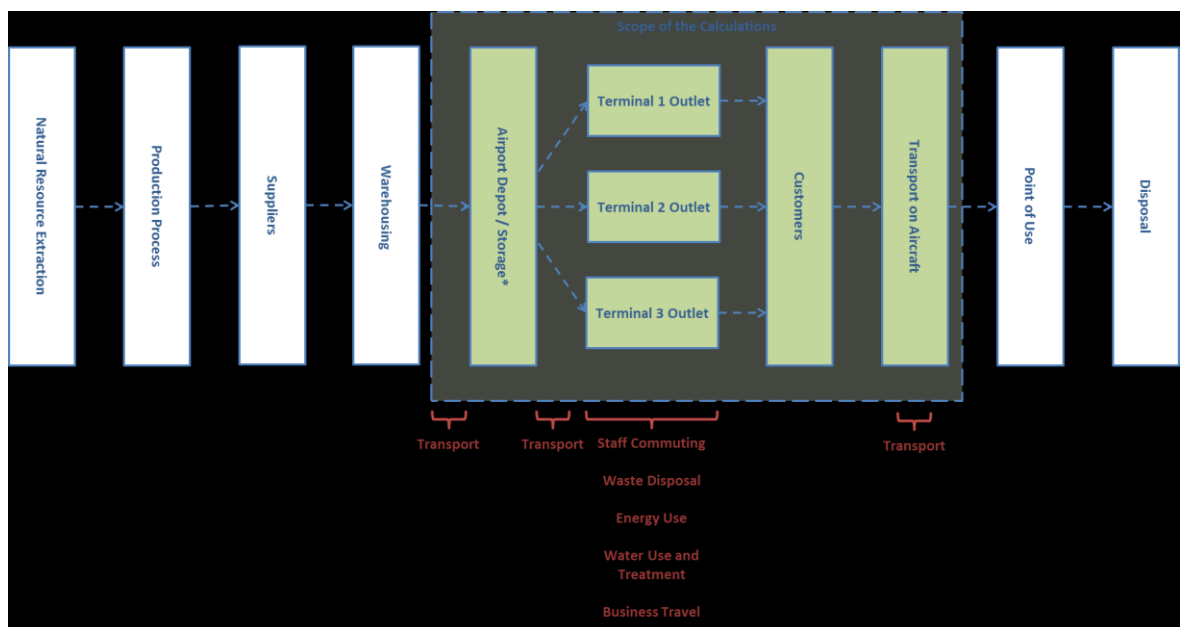 Scope of the Calculations
Natural Resource Extraction
Production Process
Suppliers
Warehousing
Airport Depot / Storage*
Terminal 1 Outlet
Terminal 2 Outlet
Terminal 3 Outlet
Customers
Transport on Aircraft
Point of Use
Disposal
Transport
Transport
Staff Commuting
Waste Disposal
Energy Use
Water Use and
Treatment
Business Travel
Transport